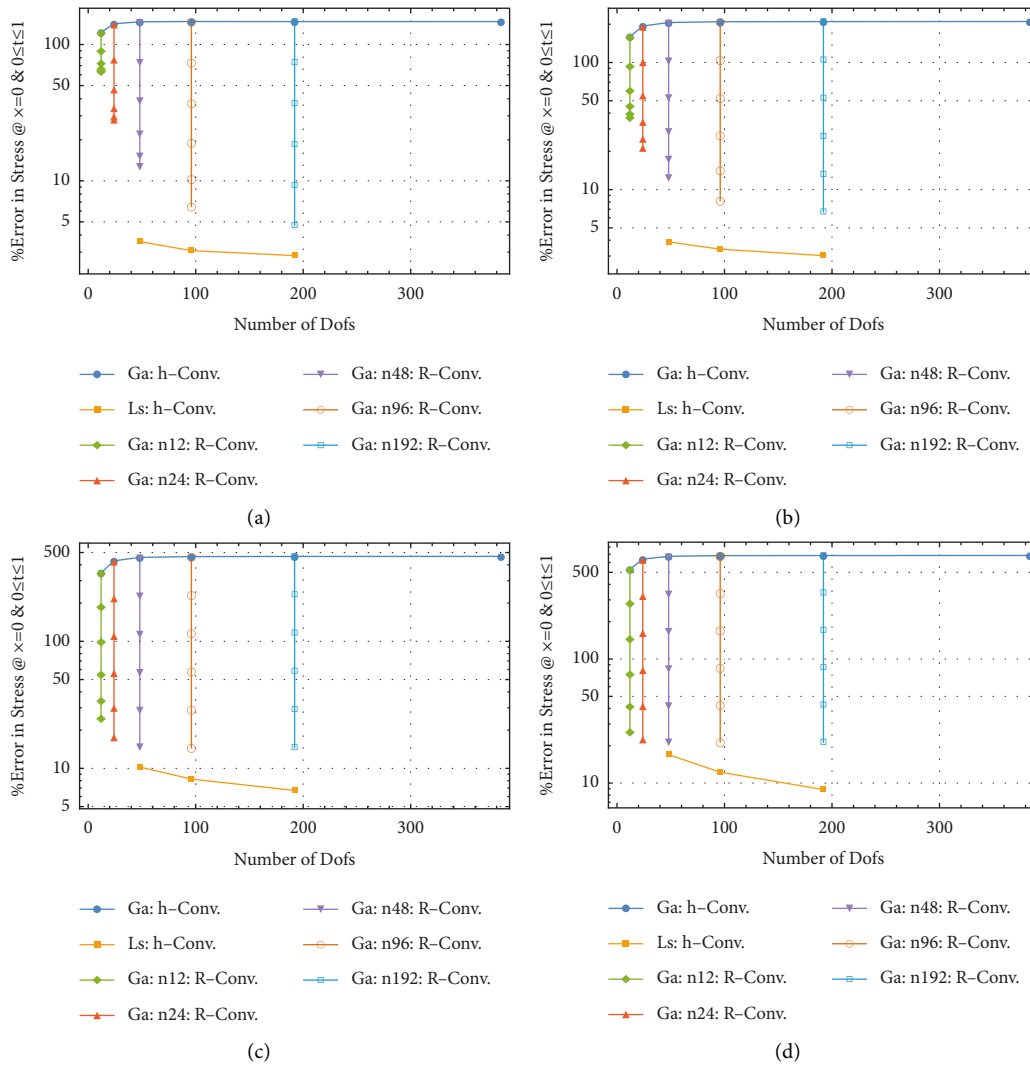 %Error in Stress @ ×=0 & 0≤t≤1
100
50
10
5
0 100 200 300
Number of Dofs
Ga: h–Conv.
Ls: h–Conv.
Ga: n12: R–Conv.
Ga: n24: R–Conv.
Ga: n48: R–Conv.
Ga: n96: R–Conv.
Ga: n192: R–Conv.
(a)
%Error in Stress @ ×=0 & 0≤t≤1
100
50
10
5
0 100 200 300
Number of Dofs
Ga: h–Conv.
Ls: h–Conv.
Ga: n12: R–Conv.
Ga: n24: R–Conv.
Ga: n48: R–Conv.
Ga: n96: R–Conv.
Ga: n192: R–Conv.
(b)
%Error in Stress @ ×=0 & 0≤t≤1
500
100
50
10
5
0 100 200 300
Number of Dofs
Ga: h–Conv.
Ls: h–Conv.
Ga: n12: R–Conv.
Ga: n24: R–Conv.
Ga: n48: R–Conv.
Ga: n96: R–Conv.
Ga: n192: R–Conv.
(c)
%Error in Stress @ ×=0 & 0≤t≤1
500
100
50
10
0 100 200 300
Number of Dofs
Ga: h–Conv.
Ls: h–Conv.
Ga: n12: R–Conv.
Ga: n24: R–Conv.
Ga: n48: R–Conv.
Ga: n96: R–Conv.
Ga: n192: R–Conv.
(d)